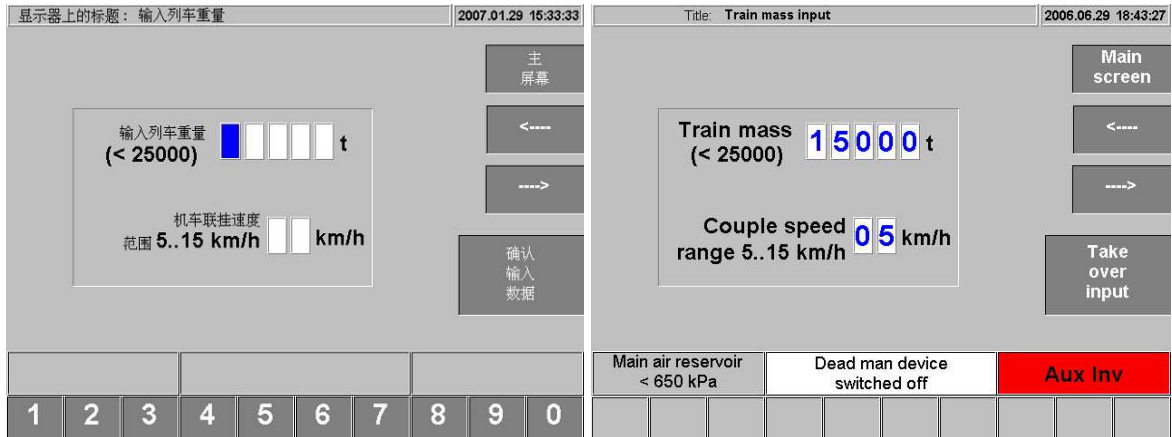 显示器上的标题：输入列车重量
2007.01.29 15:33:33
主
屏幕
<----
---->
输入列车重量
(< 25000)
t
机车联挂速度
范围 5..15 km/h
km/h
确认
输入
数据
1 2 3 4 5 6 7 8 9 0
Title: Train mass input
2006.06.29 18:43:27
Main
screen
<----
---->
Train mass
(< 25000)
15000 t
Couple speed
range 5..15 km/h
05 km/h
Take
over
input
Main air reservoir
< 650 kPa
Dead man device
switched off
Aux Inv